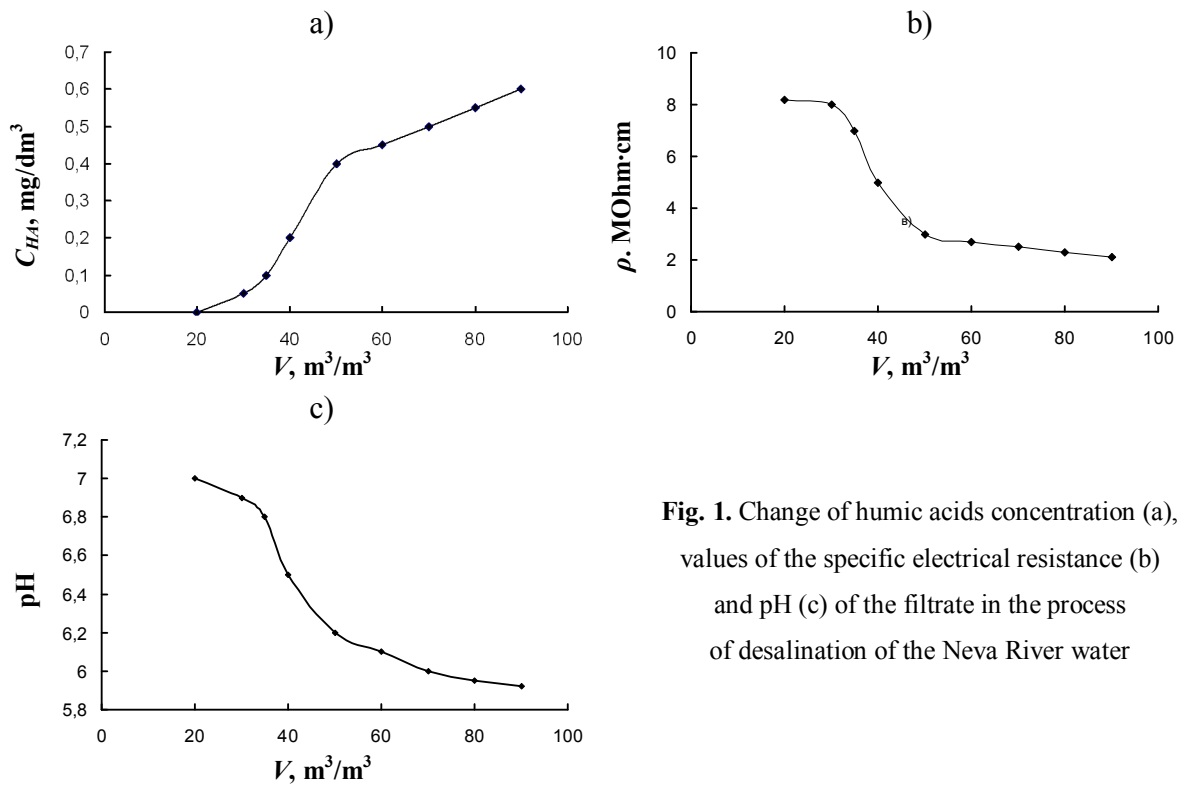 a)
0,7
0,6
0,5
0,4
0,3
0,2
0,1
0
C_HA, mg/dm³
0 20 40 60 80 100
V, m³/m³
b)
10
8
6
4
2
0
ρ. MOhm·cm
в)
0 20 40 60 80 100
V, m³/m³
c)
7,2
7
6,8
6,6
6,4
6,2
6
5,8
pH
0 20 40 60 80 100
V, m³/m³
Fig. 1. Change of humic acids concentration (a),
values of the specific electrical resistance (b)
and pH (c) of the filtrate in the process
of desalination of the Neva River water